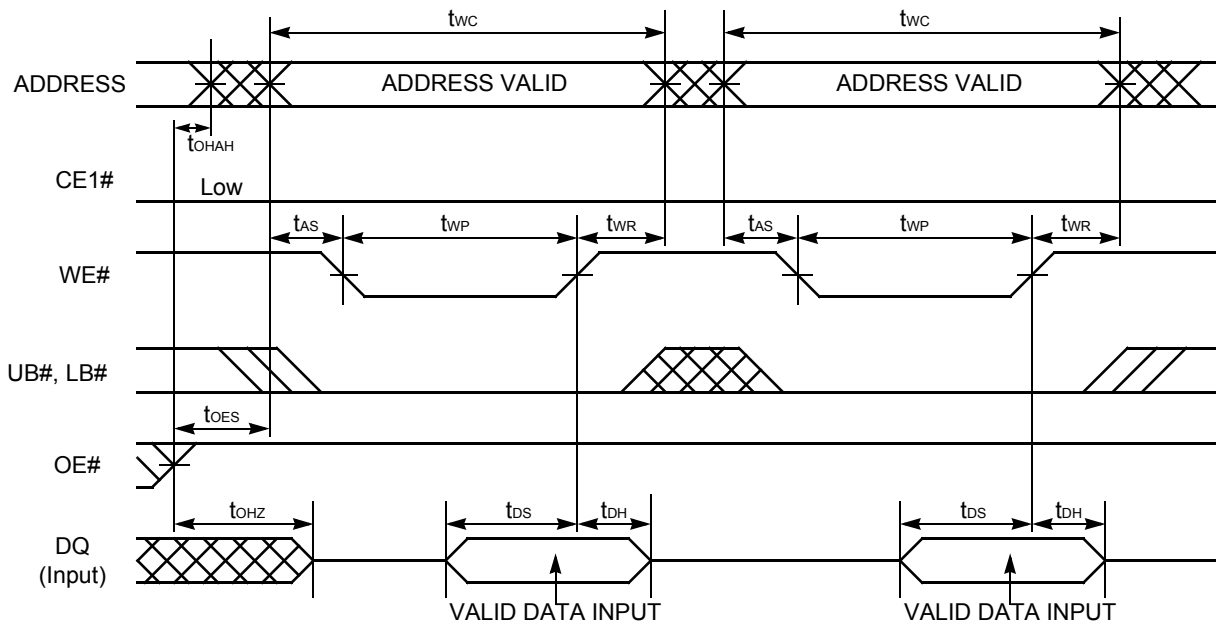 tWC tWC
ADDRESS ADDRESS VALID ADDRESS VALID
tOHAH
CE1# Low
tAS tWP tWR tAS tWP tWR
WE#
UB#, LB#
tOES
OE#
tOHZ tDS tDH tDS tDH
DQ
(Input)
VALID DATA INPUT VALID DATA INPUT